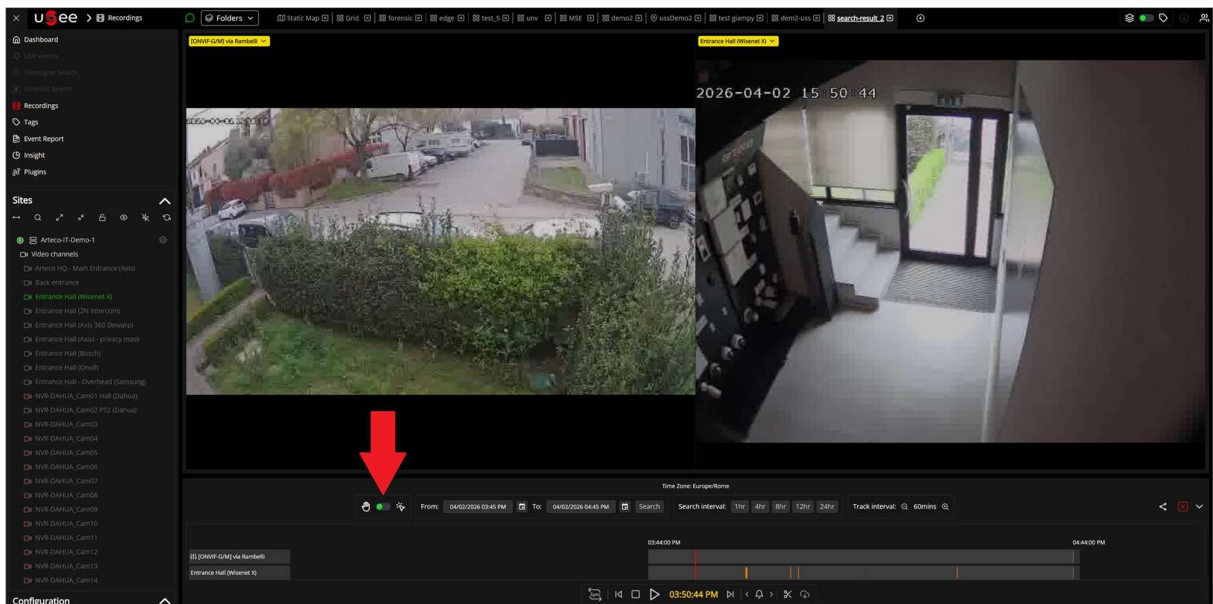 USee > Recordings
Folders
Static Map
Grid
forensic
edge
test_5
unv
MSE
demo2
ussDemo2
test giampy
dem2-uss
search-result_2
Dashboard
Live events
Timelapse Search
Forensic Search
Recordings
Tags
Event Report
Insight
Plugins
Sites
Arteco-IT-Demo-1
Video channels
Arteco HQ - Main Entrance (Axis)
Back entrance
Entrance Hall (Wisenet X)
Entrance Hall (2N Intercom)
Entrance Hall (Axis 360 Dewarp)
Entrance Hall (Axis) - privacy mask
Entrance Hall (Bosch)
Entrance Hall (Onvif)
Entrance Hall - Overhead (Samsung)
NVR-DAHUA_Cam01 Hall (Dahua)
NVR-DAHUA_Cam02 PTZ (Dahua)
NVR-DAHUA_Cam03
NVR-DAHUA_Cam04
NVR-DAHUA_Cam05
NVR-DAHUA_Cam06
NVR-DAHUA_Cam07
NVR-DAHUA_Cam08
NVR-DAHUA_Cam09
NVR-DAHUA_Cam10
NVR-DAHUA_Cam11
NVR-DAHUA_Cam12
NVR-DAHUA_Cam13
NVR-DAHUA_Cam14
Configuration
[ONVIF-G/M] via Rambelli
Entrance Hall (Wisenet X)
2026-04-02 15:50:44
Time Zone: Europe/Rome
From: 04/02/2026 03:45 PM To: 04/02/2026 04:45 PM Search Search interval: 1hr 4hr 8hr 12hr 24hr Track interval: 60mins
03:44:00 PM 04:44:00 PM
[ONVIF-G/M] via Rambelli
Entrance Hall (Wisenet X)
03:50:44 PM